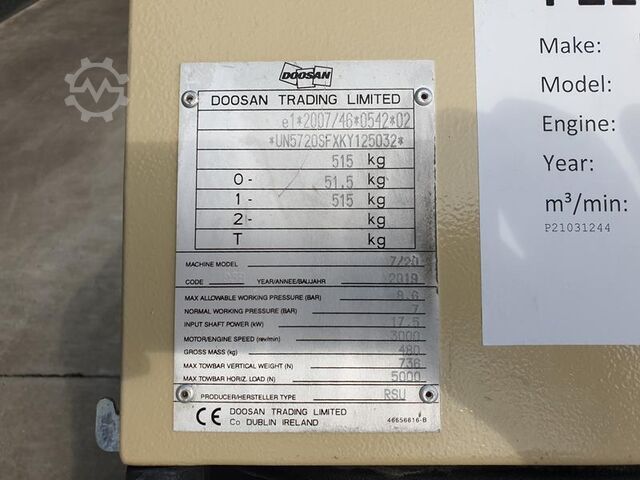 DOOSAN
DOOSAN TRADING LIMITED
e1*2007/46*0542*02
*UN5720SFXKY125032*
515 kg
0- 51.5 kg
1- 515 kg
2- kg
T kg
MACHINE MODEL 7/20
CODE YEAR/ANNEE/BAUJAHR 2019
MAX ALLOWABLE WORKING PRESSURE (BAR) 8.6
NORMAL WORKING PRESSURE (BAR) 7
INPUT SHAFT POWER (kW) 17.5
MOTOR/ENGINE SPEED (rev/min) 3000
GROSS MASS (kg) 480
MAX TOWBAR VERTICAL WEIGHT (N) 736
MAX TOWBAR HORIZ. LOAD (N) 5000
PRODUCER/HERSTELLER TYPE RSU
CE DOOSAN TRADING LIMITED
Co DUBLIN IRELAND 46656616-B
Make:
Model:
Engine:
Year:
m³/min:
P21031244